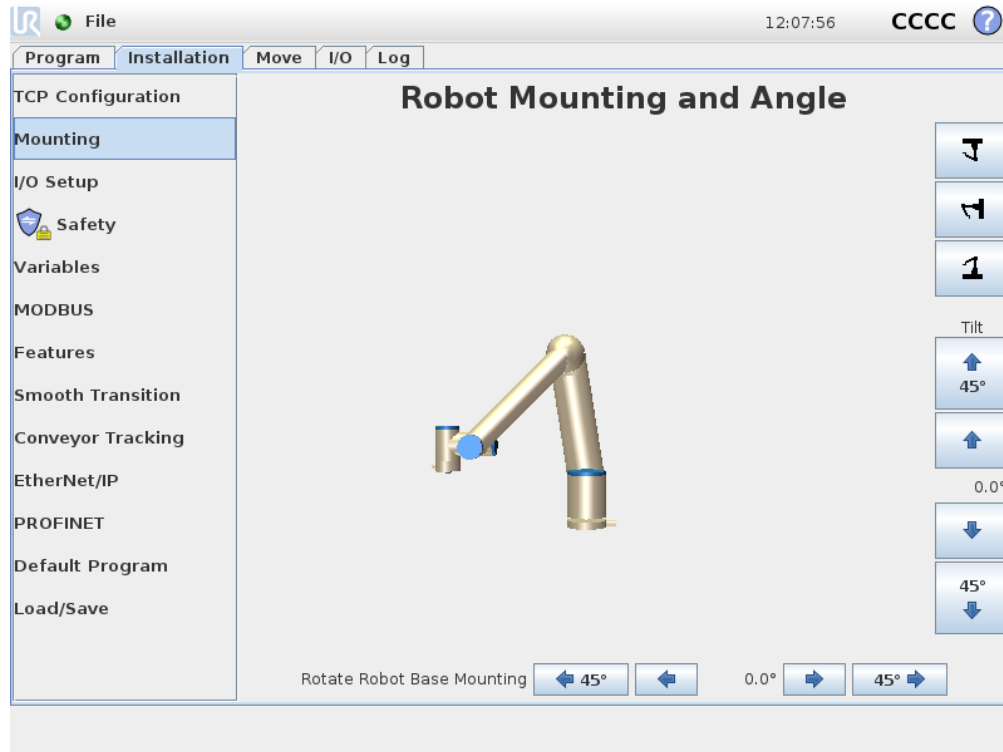 UR File 12:07:56 CCCC ?
Program Installation Move I/O Log
TCP Configuration
Mounting
I/O Setup
Safety
Variables
MODBUS
Features
Smooth Transition
Conveyor Tracking
EtherNet/IP
PROFINET
Default Program
Load/Save
Robot Mounting and Angle
Tilt
45°
0.0°
45°
Rotate Robot Base Mounting 45° 0.0° 45°